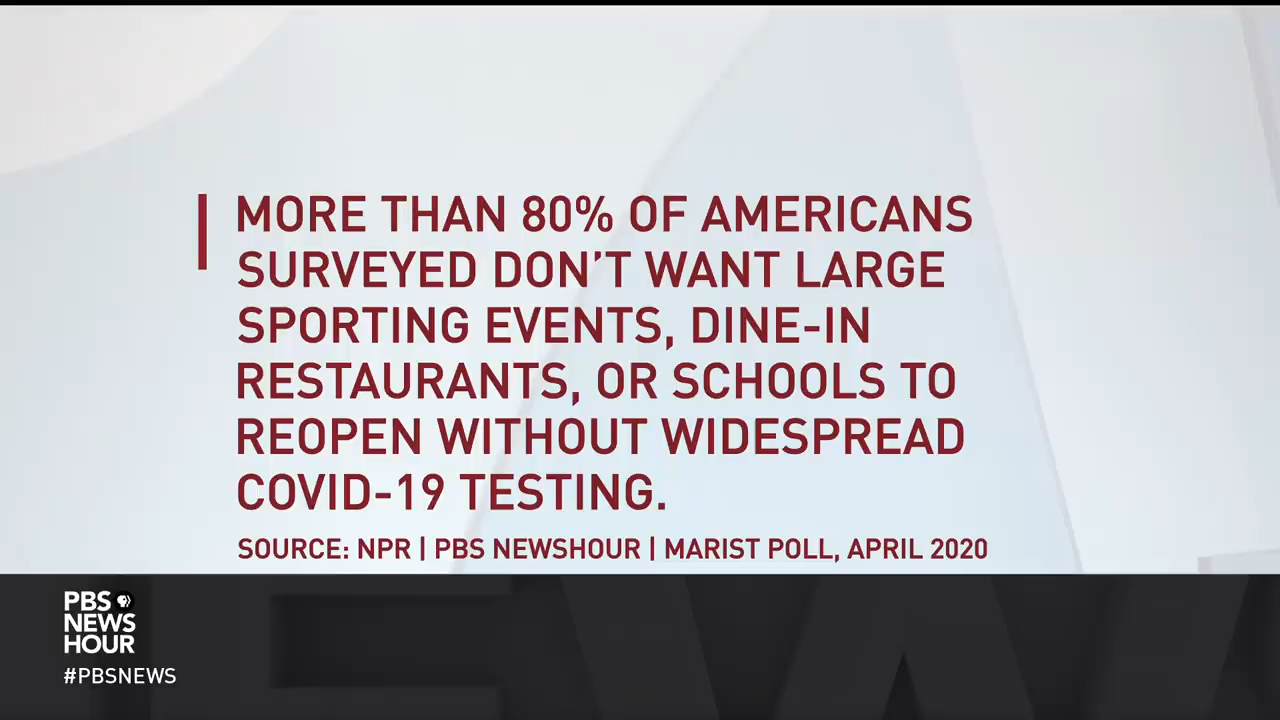 MORE THAN 80% OF AMERICANS
SURVEYED DON'T WANT LARGE
SPORTING EVENTS, DINE-IN
RESTAURANTS, OR SCHOOLS TO
REOPEN WITHOUT WIDESPREAD
COVID-19 TESTING.
SOURCE: NPR | PBS NEWSHOUR | MARIST POLL, APRIL 2020
PBS
NEWS
HOUR
#PBSNEWS